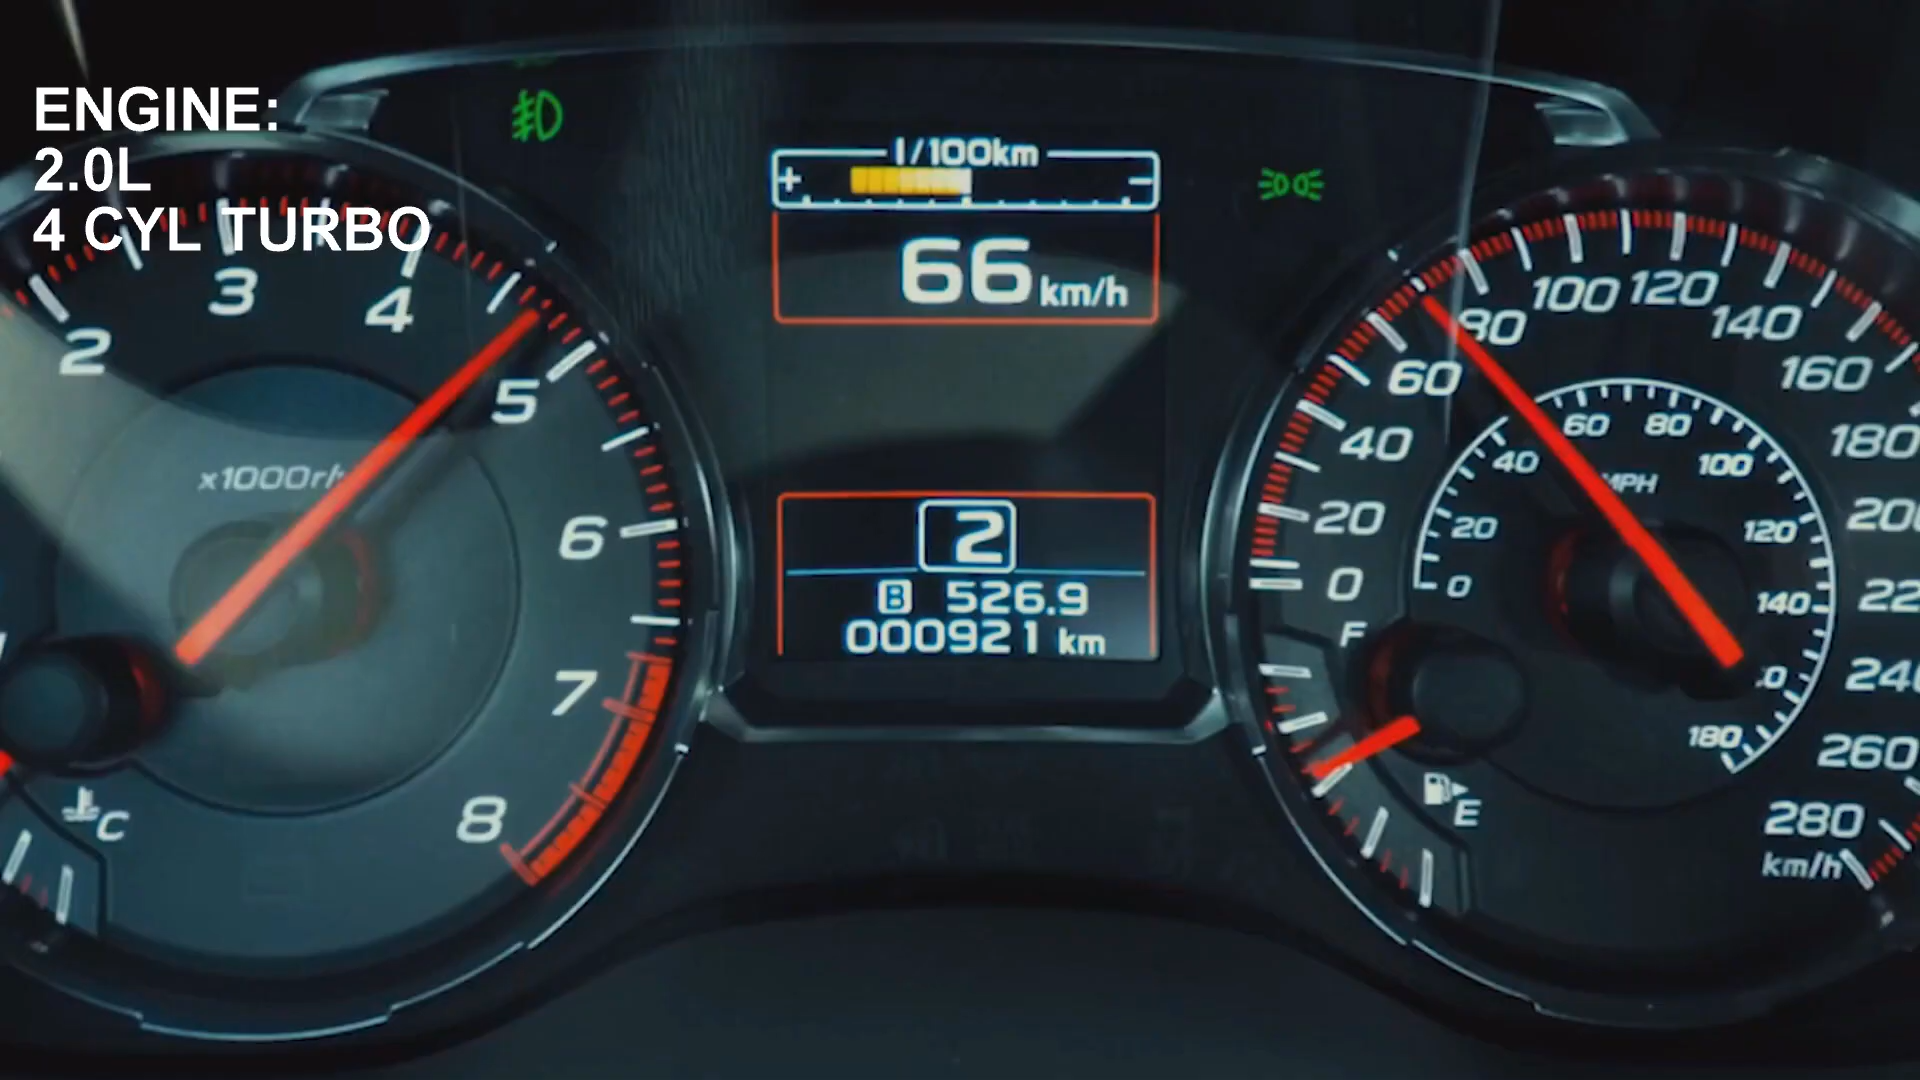 ENGINE:
2.0L
4 CYL TURBO
2
3
4
5
6
7
8
x1000r/
C
l/100km
+
−
66 km/h
2
B 526.9
000921 km
0
20
40
60
80
100
120
140
160
180
240
260
280
km/h
0
20
40
60
80
100
120
140
180
MPH
F
E